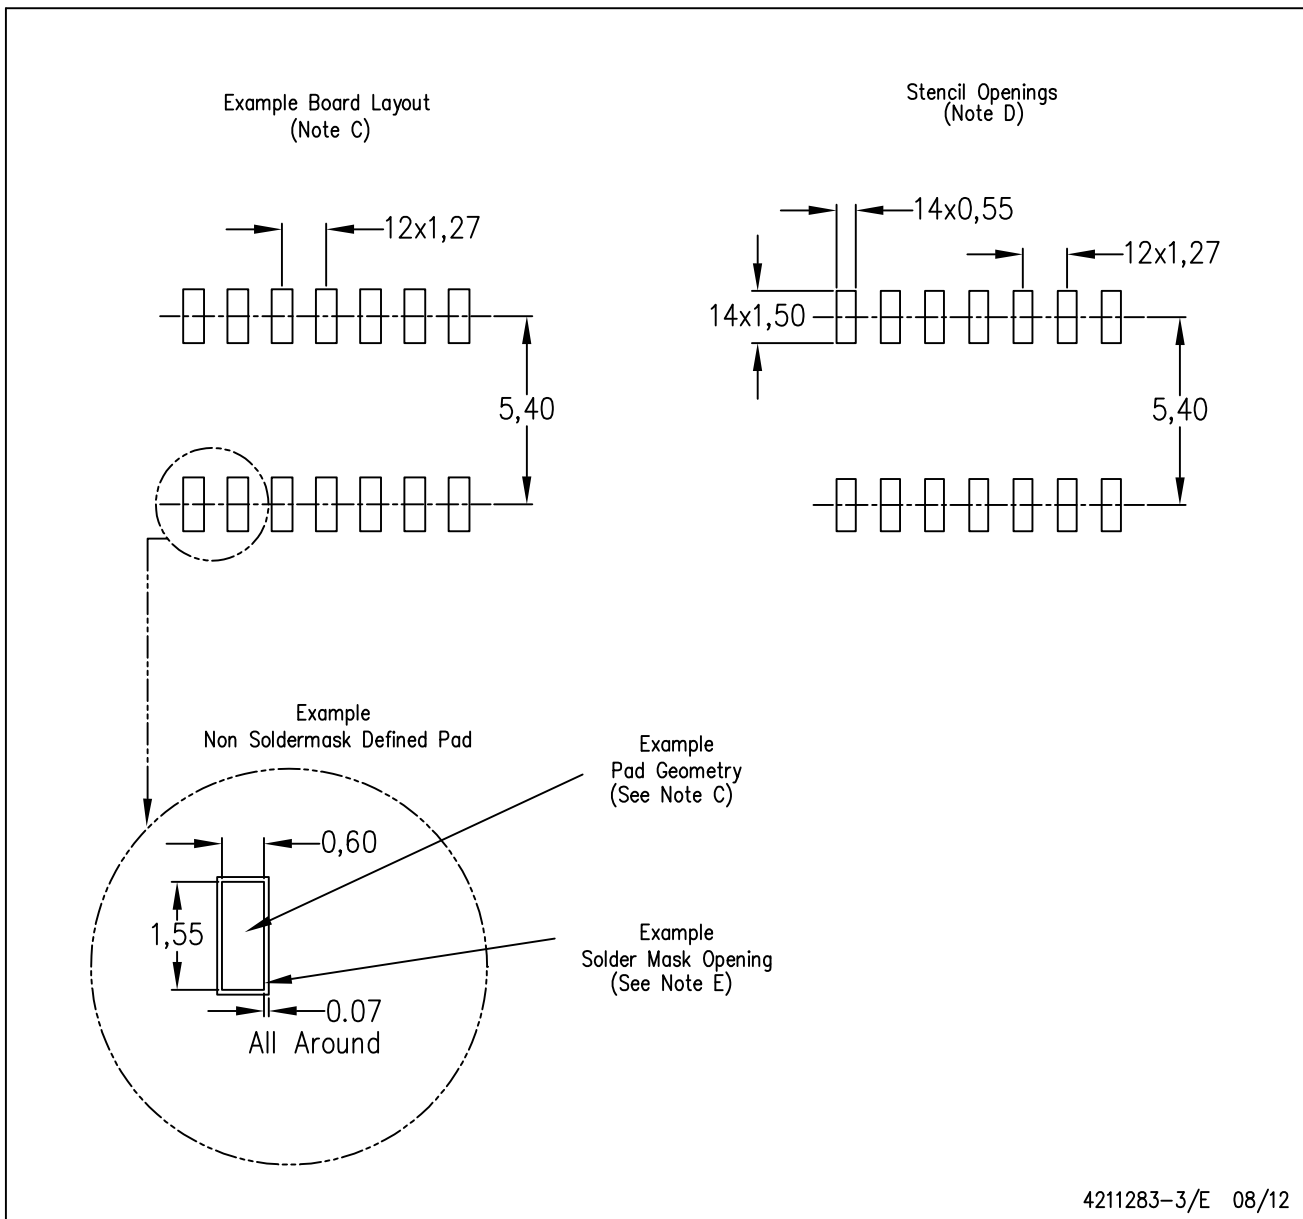 Example Board Layout
(Note C)
Stencil Openings
(Note D)
12x1,27
5,40
14x0,55
12x1,27
14x1,50
5,40
Example
Non Soldermask Defined Pad
0,60
1,55
0.07
All Around
Example
Pad Geometry
(See Note C)
Example
Solder Mask Opening
(See Note E)
4211283-3/E 08/12